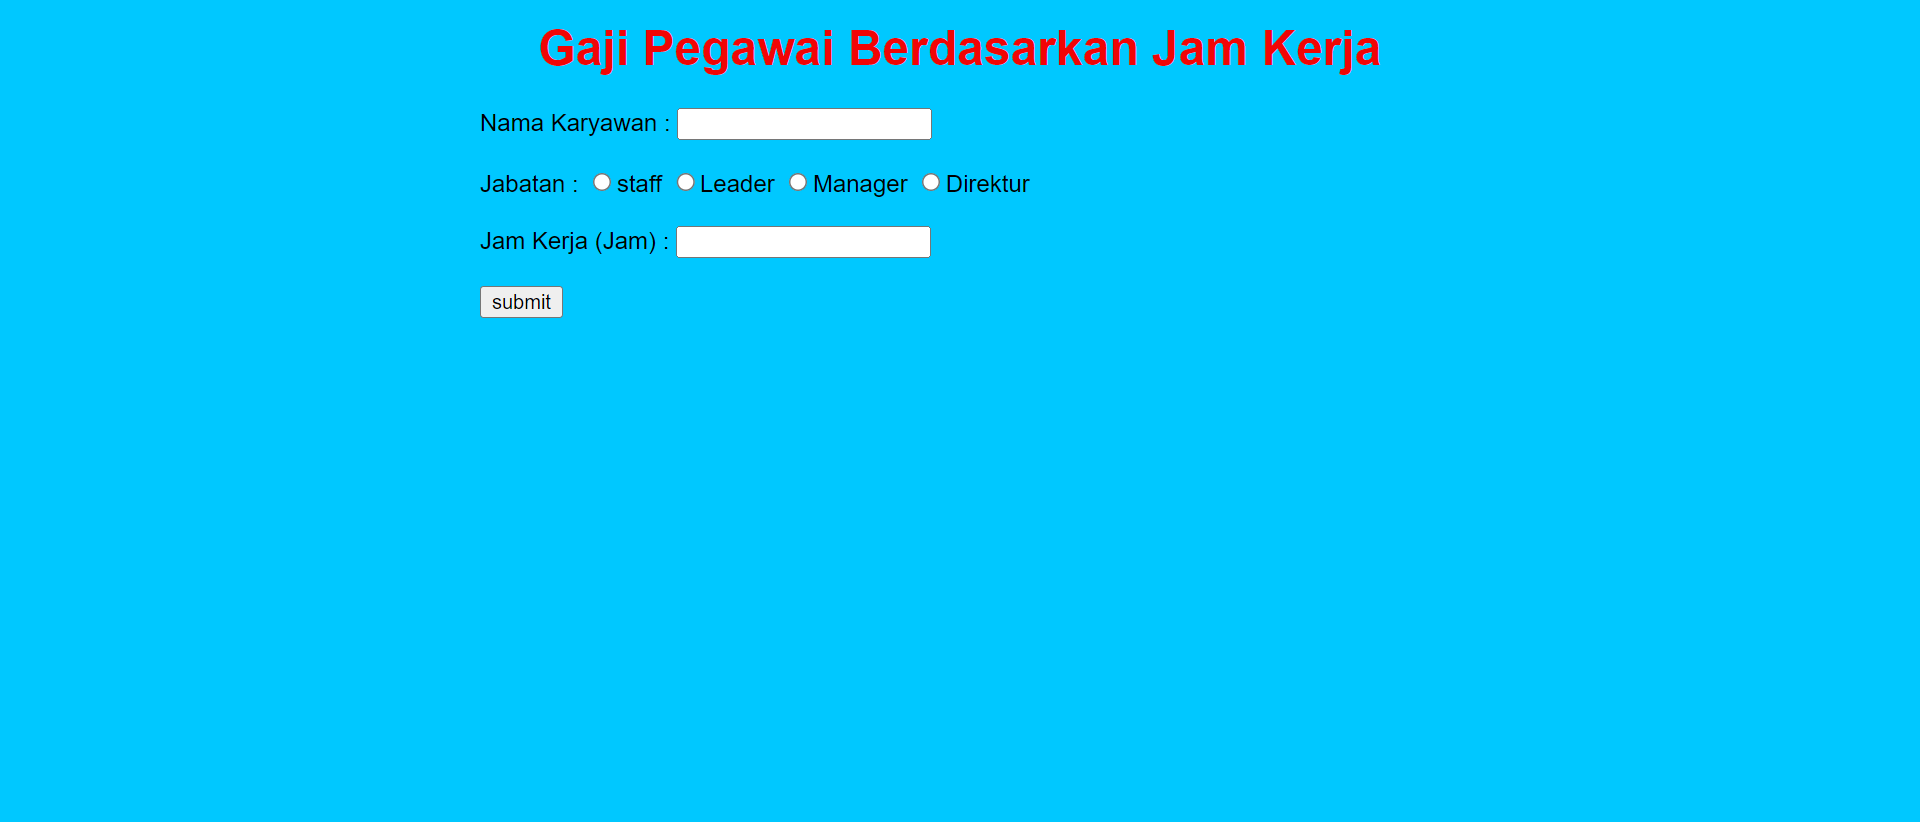 Gaji Pegawai Berdasarkan Jam Kerja
Nama Karyawan :
Jabatan : staff Leader Manager Direktur
Jam Kerja (Jam) :
submit